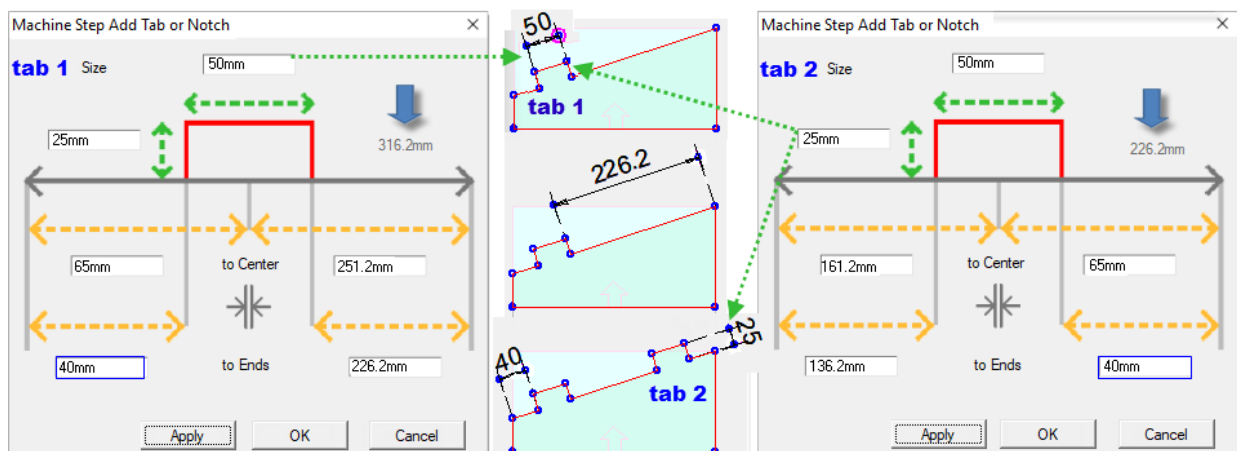 Machine Step Add Tab or Notch
tab 1 Size 50mm
25mm
316.2mm
65mm to Center 251.2mm
40mm to Ends 226.2mm
Apply OK Cancel
50
tab 1
226.2
40
25
tab 2
Machine Step Add Tab or Notch
tab 2 Size 50mm
25mm
226.2mm
161.2mm to Center 65mm
136.2mm to Ends 40mm
Apply OK Cancel